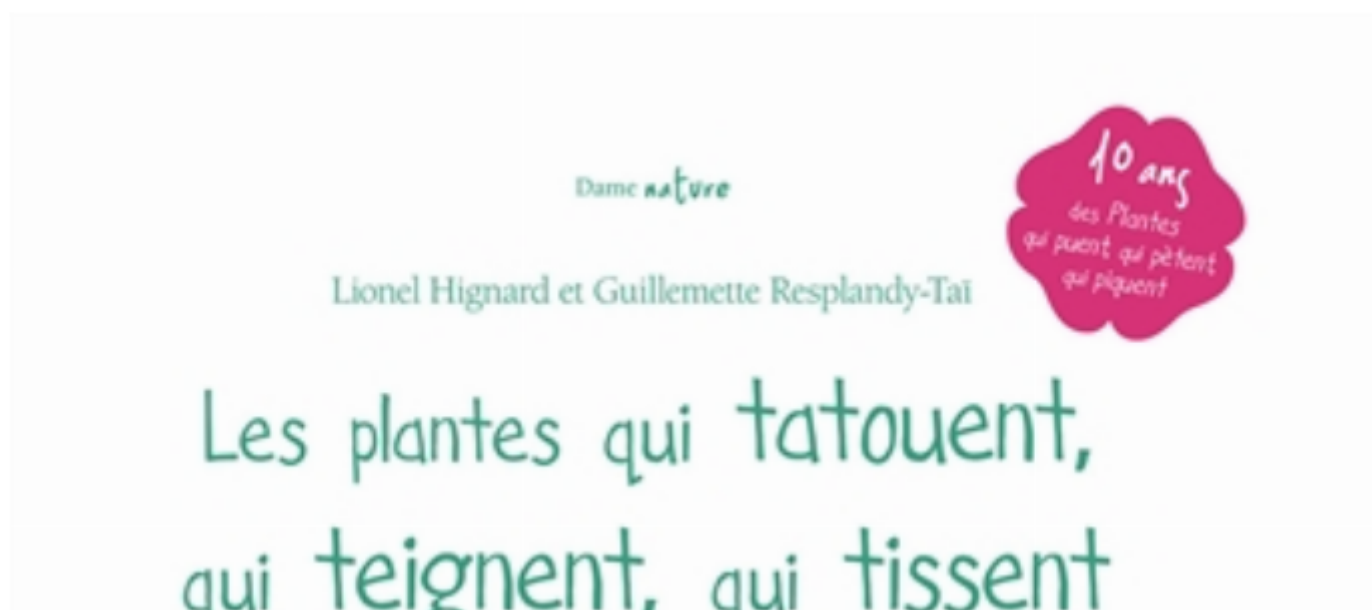 Dame nature
10 ans
des Plantes
qui puent qui pètent
qui piquent
Lionel Hignard et Guillemette Resplandy-Taï
Les plantes qui tatouent,
qui teignent, qui tissent